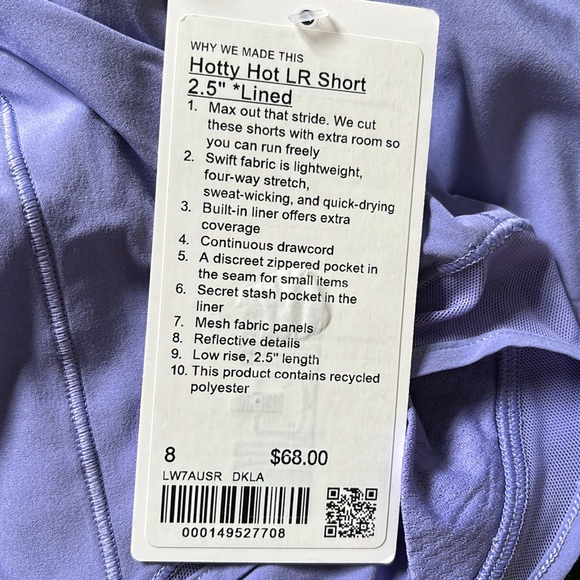 WHY WE MADE THIS
Hotty Hot LR Short
2.5" *Lined
1. Max out that stride. We cut
these shorts with extra room so
you can run freely
2. Swift fabric is lightweight,
four-way stretch,
sweat-wicking, and quick-drying
3. Built-in liner offers extra
coverage
4. Continuous drawcord
5. A discreet zippered pocket in
the seam for small items
6. Secret stash pocket in the
liner
7. Mesh fabric panels
8. Reflective details
9. Low rise, 2.5" length
10. This product contains recycled
polyester
8 $68.00
LW7AUSR DKLA
000149527708